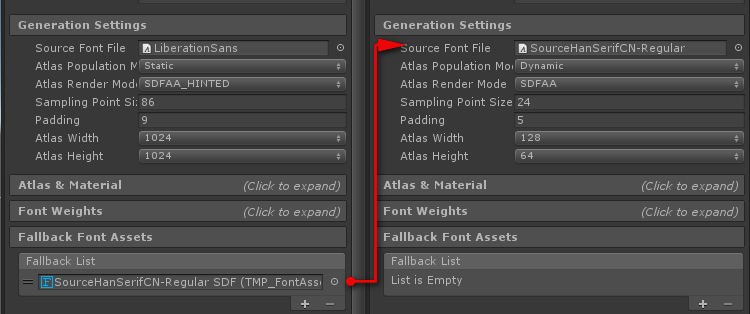 Generation Settings
Source Font File LiberationSans
Atlas Population Mo Static
Atlas Render Mode SDFAA_HINTED
Sampling Point Siz 86
Padding 9
Atlas Width 1024
Atlas Height 1024
Atlas & Material (Click to expand)
Font Weights (Click to expand)
Fallback Font Assets
Fallback List
SourceHanSerifCN-Regular SDF (TMP_FontAss
Generation Settings
Source Font File SourceHanSerifCN-Regular
Atlas Population Mo Dynamic
Atlas Render Mode SDFAA
Sampling Point Siz 24
Padding 5
Atlas Width 128
Atlas Height 64
Atlas & Material (Click to expand)
Font Weights (Click to expand)
Fallback Font Assets
Fallback List
List is Empty